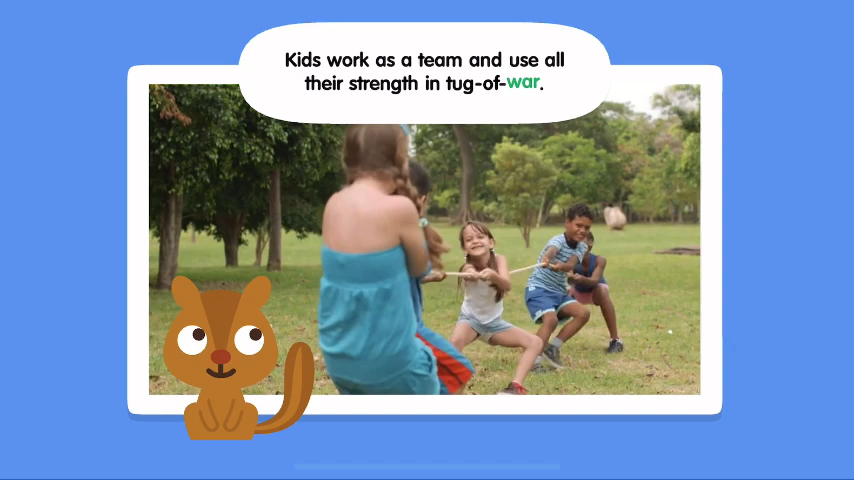 Kids work as a team and use all
their strength in tug-of-war.